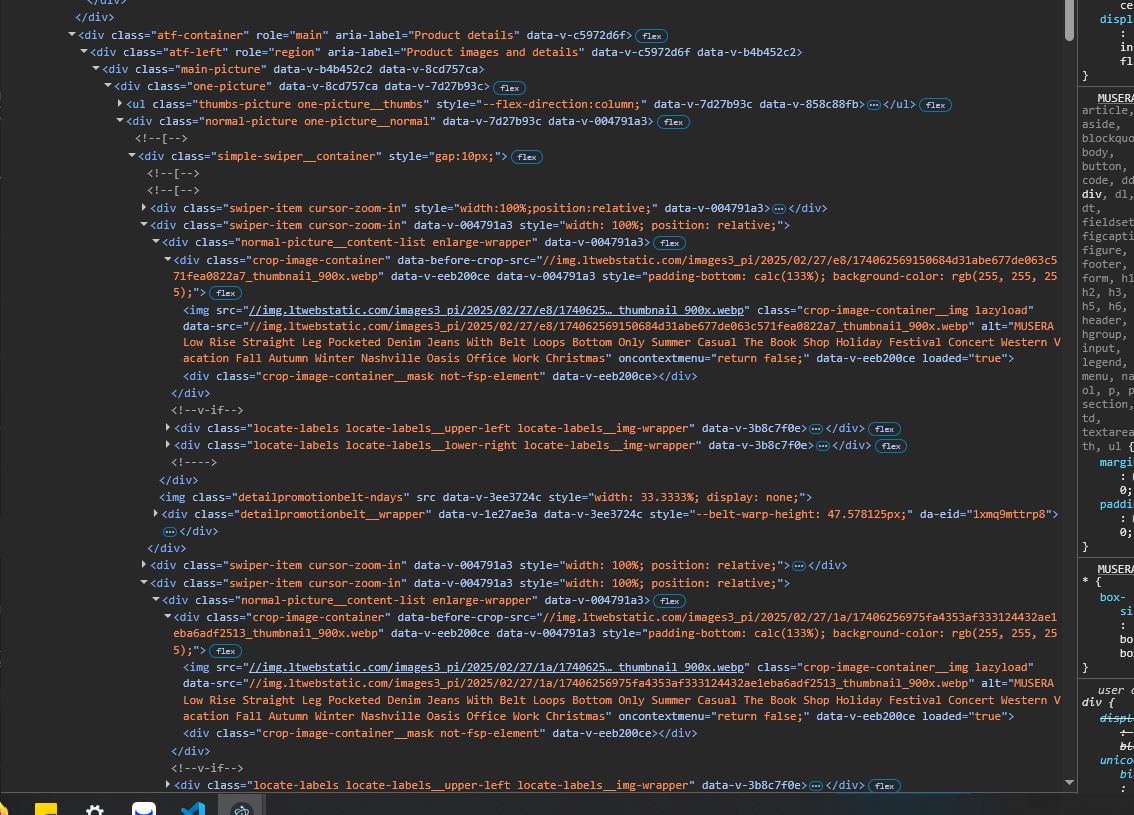 </div>
</div>
<div class="atf-container" role="main" aria-label="Product details" data-v-c5972d6f> flex
<div class="atf-left" role="region" aria-label="Product images and details" data-v-c5972d6f data-v-b4b452c2>
<div class="main-picture" data-v-b4b452c2 data-v-8cd757ca>
<div class="one-picture" data-v-8cd757ca data-v-7d27b93c> flex
<ul class="thumbs-picture one-picture__thumbs" style="--flex-direction:column;" data-v-7d27b93c data-v-858c88fb> … </ul> flex
<div class="normal-picture one-picture__normal" data-v-7d27b93c data-v-004791a3> flex
<!--[-->
<div class="simple-swiper__container" style="gap:10px;"> flex
<!--[-->
<!--[-->
<div class="swiper-item cursor-zoom-in" style="width:100%;position:relative;" data-v-004791a3> … </div>
<div class="swiper-item cursor-zoom-in" data-v-004791a3 style="width: 100%; position: relative;">
<div class="normal-picture__content-list enlarge-wrapper" data-v-004791a3> flex
<div class="crop-image-container" data-before-crop-src="//img.ltwebstatic.com/images3_pi/2025/02/27/e8/174062569150684d31abe677de063c5
71fea0822a7_thumbnail_900x.webp" data-v-eeb200ce data-v-004791a3 style="padding-bottom: calc(133%); background-color: rgb(255, 255, 25
5);"> flex
<img src="//img.ltwebstatic.com/images3_pi/2025/02/27/e8/1740625…_thumbnail_900x.webp" class="crop-image-container__img lazyload"
data-src="//img.ltwebstatic.com/images3_pi/2025/02/27/e8/174062569150684d31abe677de063c571fea0822a7_thumbnail_900x.webp" alt="MUSERA
Low Rise Straight Leg Pocketed Denim Jeans With Belt Loops Bottom Only Summer Casual The Book Shop Holiday Festival Concert Western V
acation Fall Autumn Winter Nashville Oasis Office Work Christmas" oncontextmenu="return false;" data-v-eeb200ce loaded="true">
<div class="crop-image-container__mask not-fsp-element" data-v-eeb200ce></div>
</div>
<!--v-if-->
<div class="locate-labels locate-labels__upper-left locate-labels__img-wrapper" data-v-3b8c7f0e> … </div> flex
<div class="locate-labels locate-labels__lower-right locate-labels__img-wrapper" data-v-3b8c7f0e> … </div> flex
<!---->
</div>
<img class="detailpromotionbelt-ndays" src data-v-3ee3724c style="width: 33.3333%; display: none;">
<div class="detailpromotionbelt__wrapper" data-v-1e27ae3a data-v-3ee3724c style="--belt-warp-height: 47.578125px;" da-eid="1xmq9mttrp8">
… </div>
</div>
<div class="swiper-item cursor-zoom-in" data-v-004791a3 style="width: 100%; position: relative;"> … </div>
<div class="swiper-item cursor-zoom-in" data-v-004791a3 style="width: 100%; position: relative;">
<div class="normal-picture__content-list enlarge-wrapper" data-v-004791a3> flex
<div class="crop-image-container" data-before-crop-src="//img.ltwebstatic.com/images3_pi/2025/02/27/1a/17406256975fa4353af333124432ae1
eba6adf2513_thumbnail_900x.webp" data-v-eeb200ce data-v-004791a3 style="padding-bottom: calc(133%); background-color: rgb(255, 255, 25
5);"> flex
<img src="//img.ltwebstatic.com/images3_pi/2025/02/27/1a/1740625…_thumbnail_900x.webp" class="crop-image-container__img lazyload"
data-src="//img.ltwebstatic.com/images3_pi/2025/02/27/1a/17406256975fa4353af333124432ae1eba6adf2513_thumbnail_900x.webp" alt="MUSERA
Low Rise Straight Leg Pocketed Denim Jeans With Belt Loops Bottom Only Summer Casual The Book Shop Holiday Festival Concert Western V
acation Fall Autumn Winter Nashville Oasis Office Work Christmas" oncontextmenu="return false;" data-v-eeb200ce loaded="true">
<div class="crop-image-container__mask not-fsp-element" data-v-eeb200ce></div>
</div>
<!--v-if-->
<div class="locate-labels locate-labels__upper-left locate-labels__img-wrapper" data-v-3b8c7f0e> … </div> flex
ce
displ
:
in
fl
}
MUSERA
article,
aside,
blockquo
body,
button,
code, dd
div, dl,
dt,
fieldset
figcapti
figure,
footer,
form, h1
h2, h3,
h5, h6,
header,
hgroup,
input,
legend,
menu, na
ol, p, p
section,
td,
textarea
th, ul {
margi
:
0;
paddi
:
0;
}
MUSERA
* {
box-
si
:
bo
bo
}
user a
div {
displ
:
bl
unico
bi
: